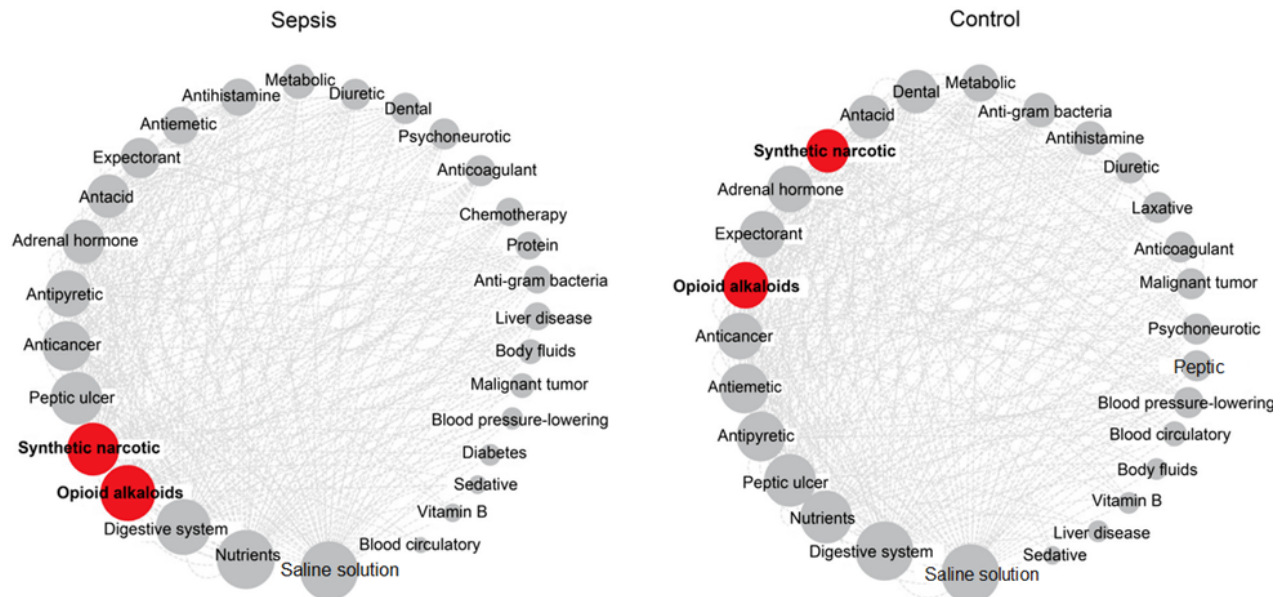 Sepsis
Metabolic
Diuretic
Dental
Psychoneurotic
Anticoagulant
Chemotherapy
Protein
Anti-gram bacteria
Liver disease
Body fluids
Malignant tumor
Blood pressure-lowering
Diabetes
Sedative
Vitamin B
Blood circulatory
Saline solution
Nutrients
Digestive system
Opioid alkaloids
Synthetic narcotic
Peptic ulcer
Anticancer
Antipyretic
Adrenal hormone
Antacid
Expectorant
Antiemetic
Antihistamine
Control
Metabolic
Anti-gram bacteria
Antihistamine
Diuretic
Laxative
Anticoagulant
Malignant tumor
Psychoneurotic
Peptic
Blood pressure-lowering
Blood circulatory
Body fluids
Vitamin B
Liver disease
Sedative
Saline solution
Digestive system
Nutrients
Peptic ulcer
Antipyretic
Antiemetic
Anticancer
Opioid alkaloids
Expectorant
Adrenal hormone
Synthetic narcotic
Antacid
Dental